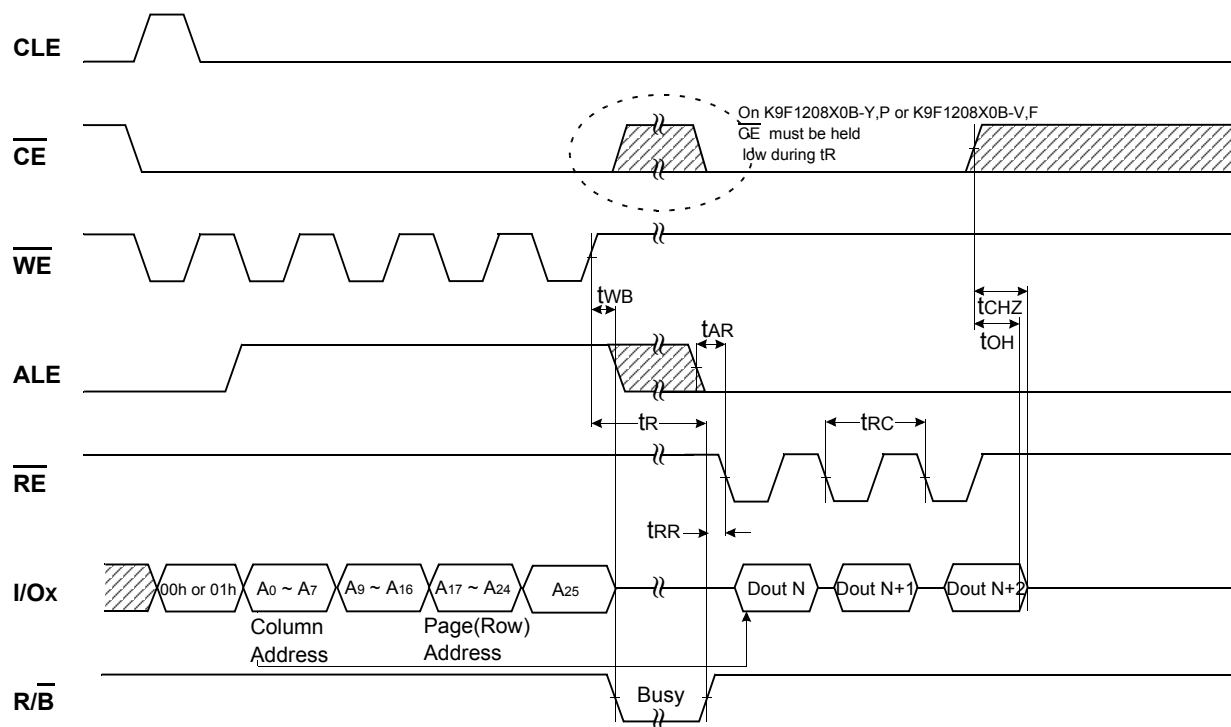 CLE
On K9F1208X0B-Y,P or K9F1208X0B-V,F
CE must be held
low during tR
CE
WE
tWB
tCHZ
tAR
tOH
ALE
tR
tRC
RE
tRR
I/Ox
00h or 01h
A0 ~ A7
A9 ~ A16
A17 ~ A24
A25
Dout N
Dout N+1
Dout N+2
Column
Address
Page(Row)
Address
R/B
Busy